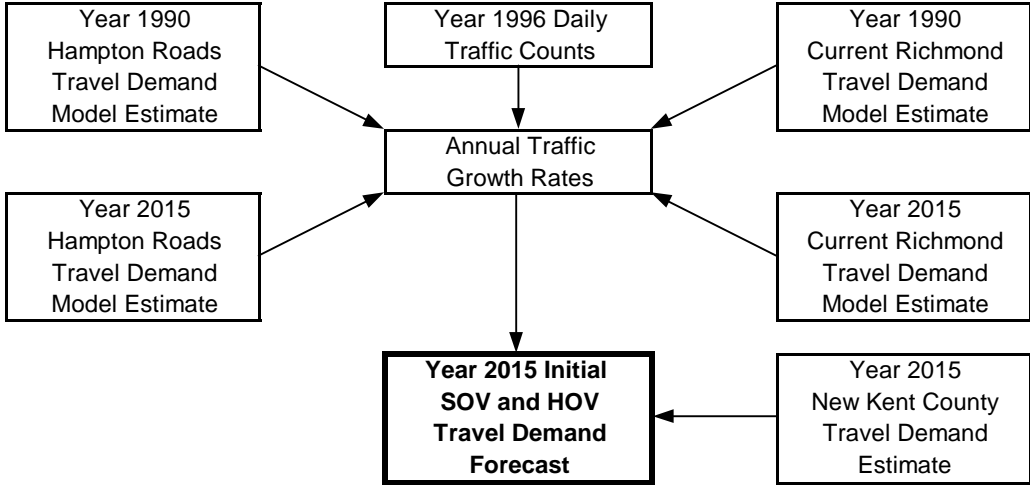 Year 1990
Hampton Roads
Travel Demand
Model Estimate
Year 1996 Daily
Traffic Counts
Year 1990
Current Richmond
Travel Demand
Model Estimate
Annual Traffic
Growth Rates
Year 2015
Hampton Roads
Travel Demand
Model Estimate
Year 2015
Current Richmond
Travel Demand
Model Estimate
Year 2015 Initial
SOV and HOV
Travel Demand
Forecast
Year 2015
New Kent County
Travel Demand
Estimate